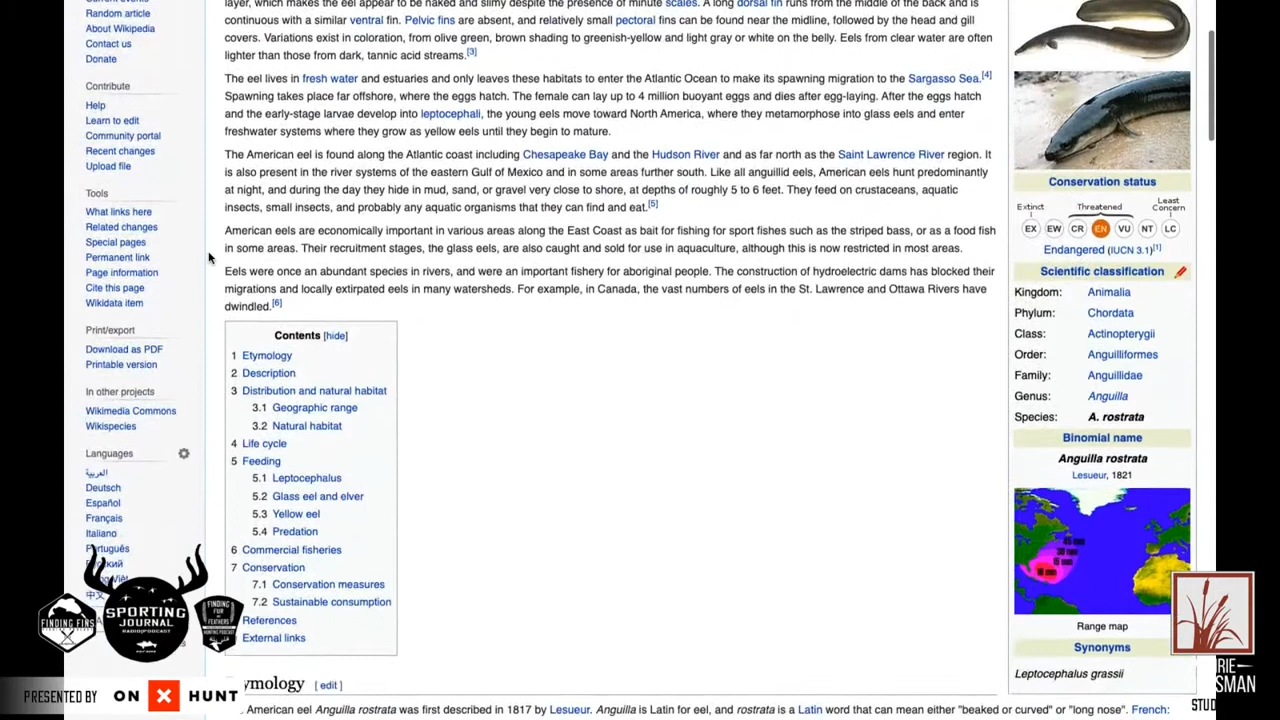 Random article
About Wikipedia
Contact us
Donate
Contribute
Help
Learn to edit
Community portal
Recent changes
Upload file
Tools
What links here
Related changes
Special pages
Permanent link
Page information
Cite this page
Wikidata item
Print/export
Download as PDF
Printable version
In other projects
Wikimedia Commons
Wikispecies
Languages
العربية
Deutsch
Español
Français
Italiano
Português
layer, which makes the eel appear to be naked and slimy despite the presence of minute scales. A long dorsal fin runs from the middle of the back and is
continuous with a similar ventral fin. Pelvic fins are absent, and relatively small pectoral fins can be found near the midline, followed by the head and gill
covers. Variations exist in coloration, from olive green, brown shading to greenish-yellow and light gray or white on the belly. Eels from clear water are often
lighter than those from dark, tannic acid streams.[3]
The eel lives in fresh water and estuaries and only leaves these habitats to enter the Atlantic Ocean to make its spawning migration to the Sargasso Sea.[4]
Spawning takes place far offshore, where the eggs hatch. The female can lay up to 4 million buoyant eggs and dies after egg-laying. After the eggs hatch
and the early-stage larvae develop into leptocephali, the young eels move toward North America, where they metamorphose into glass eels and enter
freshwater systems where they grow as yellow eels until they begin to mature.
The American eel is found along the Atlantic coast including Chesapeake Bay and the Hudson River and as far north as the Saint Lawrence River region. It
is also present in the river systems of the eastern Gulf of Mexico and in some areas further south. Like all anguillid eels, American eels hunt predominantly
at night, and during the day they hide in mud, sand, or gravel very close to shore, at depths of roughly 5 to 6 feet. They feed on crustaceans, aquatic
insects, small insects, and probably any aquatic organisms that they can find and eat.[5]
American eels are economically important in various areas along the East Coast as bait for fishing for sport fishes such as the striped bass, or as a food fish
in some areas. Their recruitment stages, the glass eels, are also caught and sold for use in aquaculture, although this is now restricted in most areas.
Eels were once an abundant species in rivers, and were an important fishery for aboriginal people. The construction of hydroelectric dams has blocked their
migrations and locally extirpated eels in many watersheds. For example, in Canada, the vast numbers of eels in the St. Lawrence and Ottawa Rivers have
dwindled.[6]
Contents [hide]
1 Etymology
2 Description
3 Distribution and natural habitat
3.1 Geographic range
3.2 Natural habitat
4 Life cycle
5 Feeding
5.1 Leptocephalus
5.2 Glass eel and elver
5.3 Yellow eel
5.4 Predation
6 Commercial fisheries
7 Conservation
7.1 Conservation measures
7.2 Sustainable consumption
References
External links
ymology [ edit ]
American eel Anguilla rostrata was first described in 1817 by Lesueur. Anguilla is Latin for eel, and rostrata is a Latin word that can mean either "beaked or curved" or "long nose". French:
Conservation status
Extinct Threatened Least Concern
EX EW CR EN VU NT LC
Endangered (IUCN 3.1)[1]
Scientific classification
Kingdom: Animalia
Phylum: Chordata
Class: Actinopterygii
Order: Anguilliformes
Family: Anguillidae
Genus: Anguilla
Species: A. rostrata
Binomial name
Anguilla rostrata
Lesueur, 1821
Range map
Synonyms
Leptocephalus grassii
FINDING FINS
SPORTING
JOURNAL
RADIO|PODCAST
FINDING
FUR
FEATHERS
HUNTING PODCAST
PRESENTED BY ON X HUNT